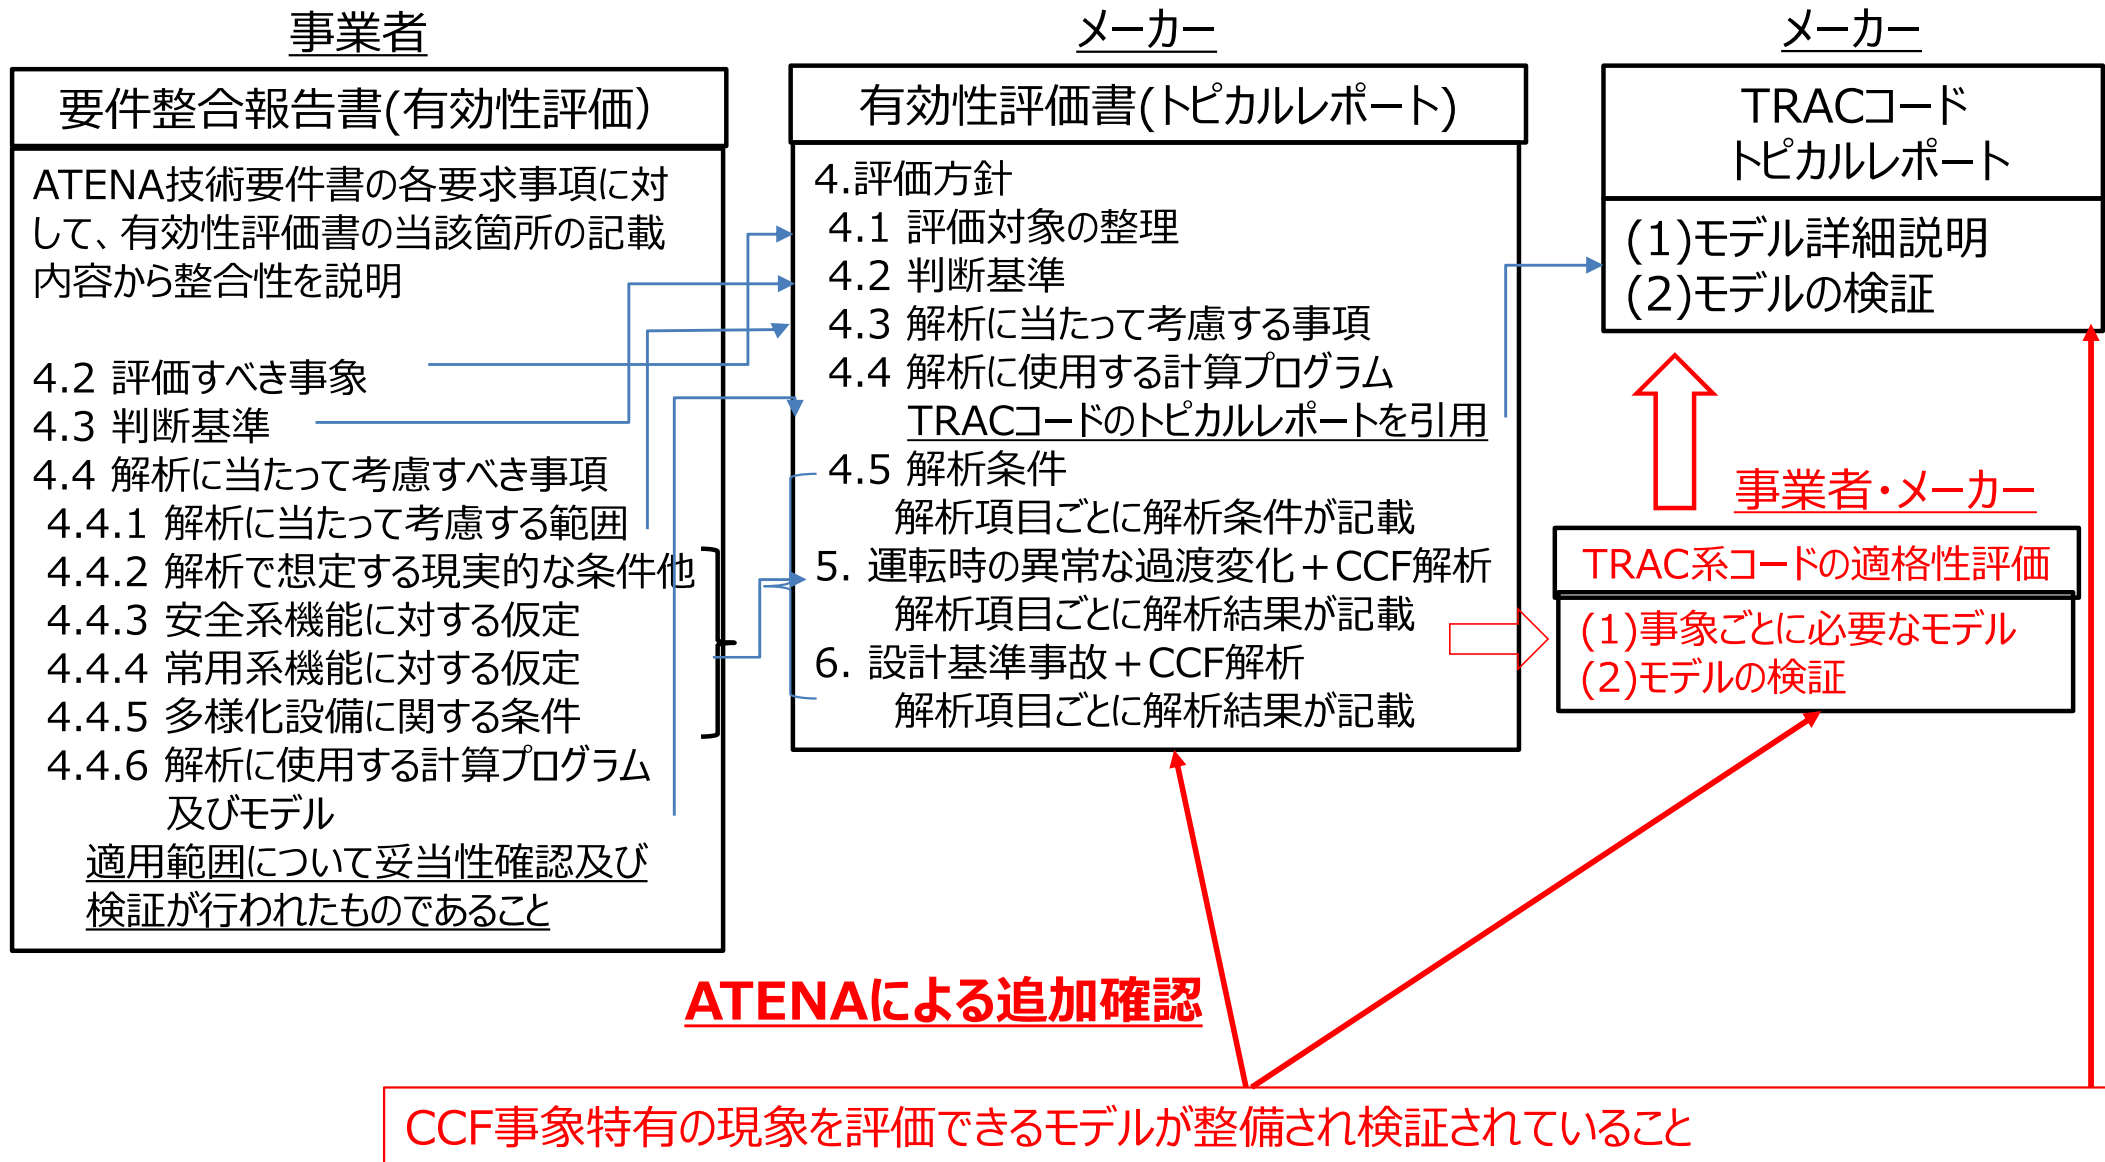 事業者
要件整合報告書(有効性評価)
ATENA技術要件書の各要求事項に対
して、有効性評価書の当該箇所の記載
内容から整合性を説明
4.2 評価すべき事象
4.3 判断基準
4.4 解析に当たって考慮すべき事項
4.4.1 解析に当たって考慮する範囲
4.4.2 解析で想定する現実的な条件他
4.4.3 安全系機能に対する仮定
4.4.4 常用系機能に対する仮定
4.4.5 多様化設備に関する条件
4.4.6 解析に使用する計算プログラム
及びモデル
適用範囲について妥当性確認及び
検証が行われたものであること
メーカー
有効性評価書(トピカルレポート)
4.評価方針
4.1 評価対象の整理
4.2 判断基準
4.3 解析に当たって考慮する事項
4.4 解析に使用する計算プログラム
TRACコードのトピカルレポートを引用
4.5 解析条件
解析項目ごとに解析条件が記載
5. 運転時の異常な過渡変化+CCF解析
解析項目ごとに解析結果が記載
6. 設計基準事故+CCF解析
解析項目ごとに解析結果が記載
メーカー
TRACコード
トピカルレポート
(1)モデル詳細説明
(2)モデルの検証
事業者・メーカー
TRAC系コードの適格性評価
(1)事象ごとに必要なモデル
(2)モデルの検証
ATENAによる追加確認
CCF事象特有の現象を評価できるモデルが整備され検証されていること